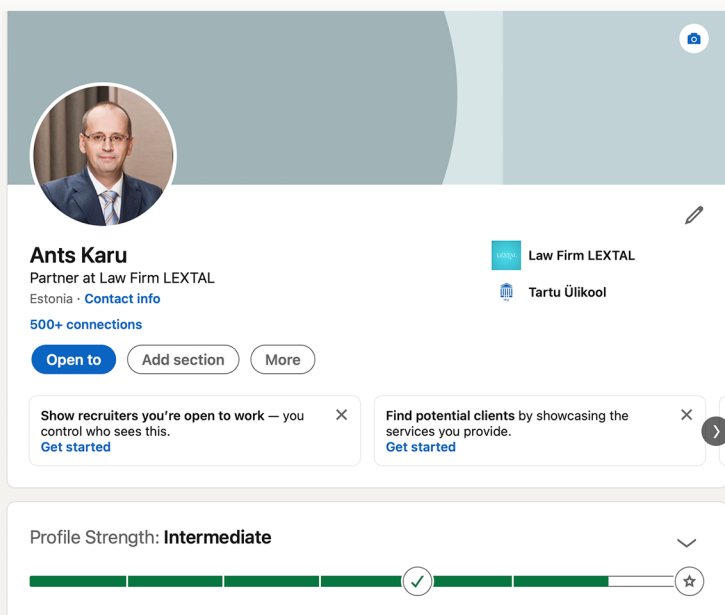 Ants Karu
Partner at Law Firm LEXTAL
Estonia · Contact info
500+ connections
LEXTAL
Law Firm LEXTAL
Tartu Ülikool
Open to
Add section
More
Show recruiters you're open to work — you
control who sees this.
Get started
Find potential clients by showcasing the
services you provide.
Get started
Profile Strength: Intermediate